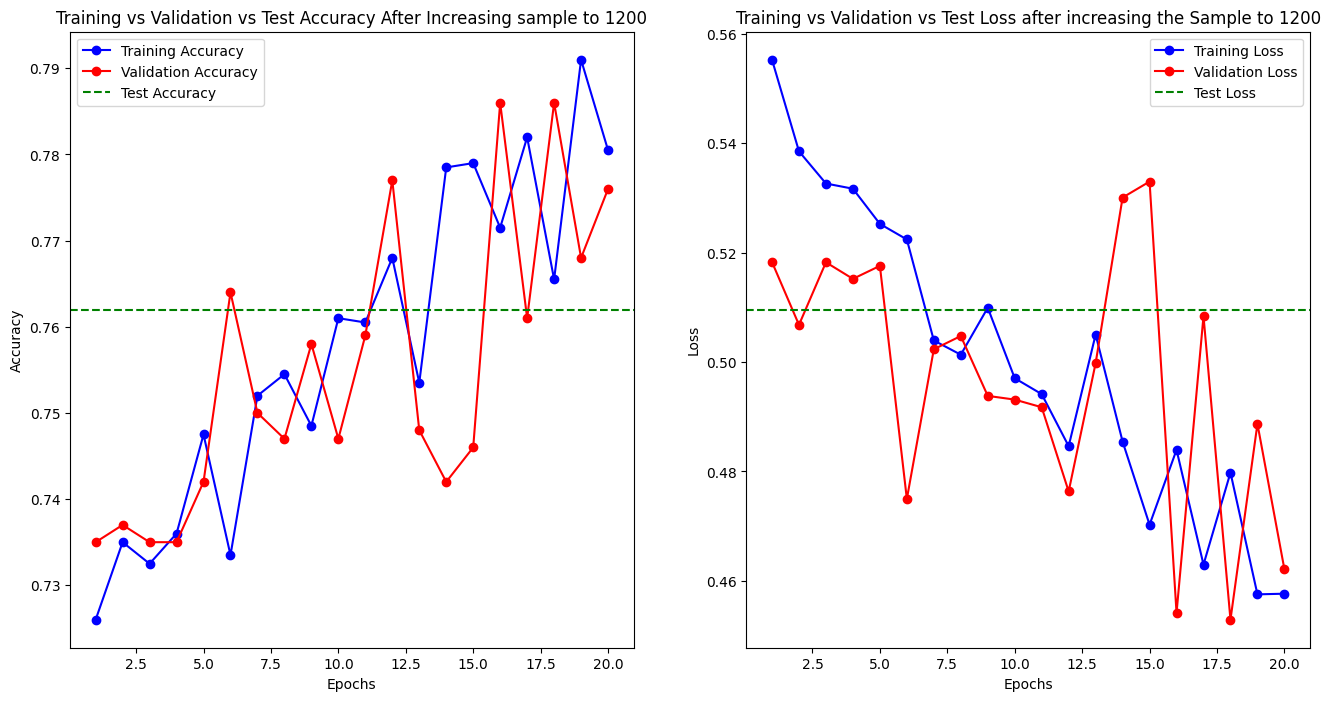 Training vs Validation vs Test Accuracy After Increasing sample to 1200
Training Accuracy
Validation Accuracy
Test Accuracy
0.79
0.78
0.77
0.76
0.75
0.74
0.73
Accuracy
2.5 5.0 7.5 10.0 12.5 15.0 17.5 20.0
Epochs
Training vs Validation vs Test Loss after increasing the Sample to 1200
Training Loss
Validation Loss
Test Loss
0.56
0.54
0.52
0.50
0.48
0.46
Loss
2.5 5.0 7.5 10.0 12.5 15.0 17.5 20.0
Epochs